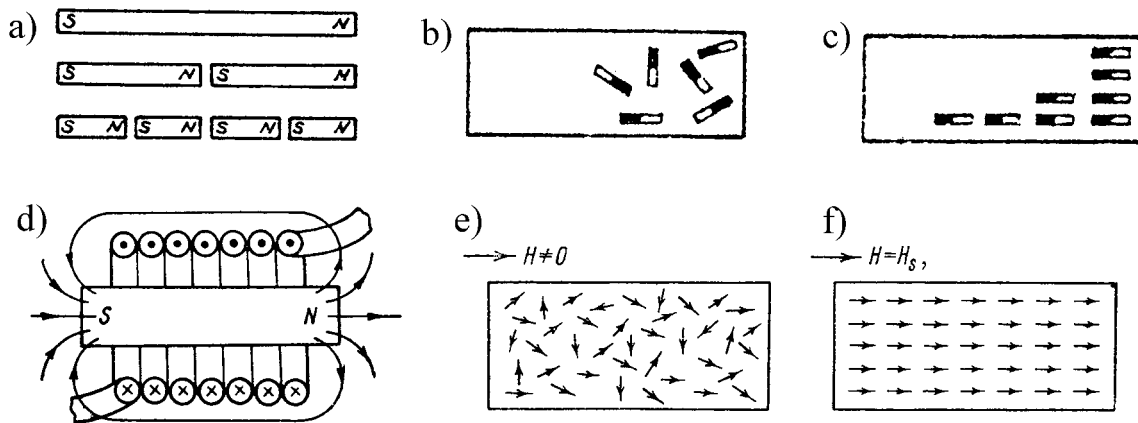 a)
S N
S N S N
S N S N S N S N
b)
c)
d)
S N
e)
H≠0
f)
H=Hs,